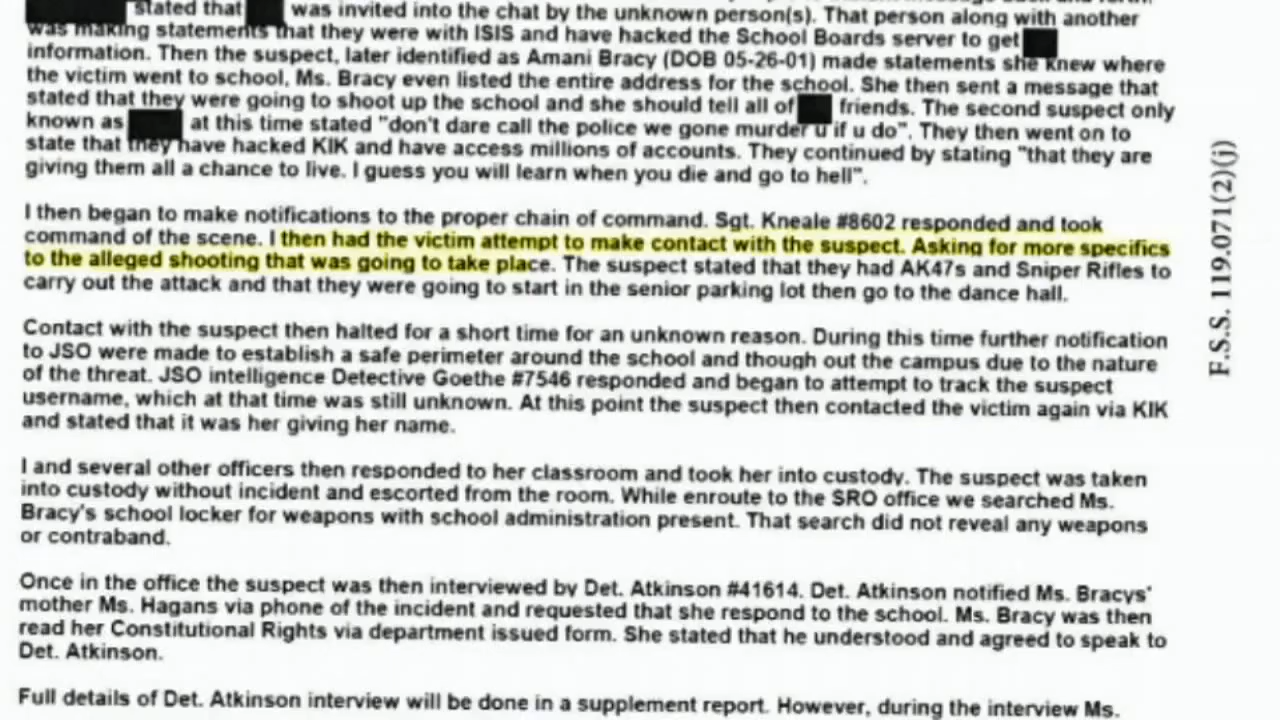 stated that was invited into the chat by the unknown person(s). That person along with another
was making statements that they were with ISIS and have hacked the School Boards server to get
information. Then the suspect, later identified as Amani Bracy (DOB 05-26-01) made statements she knew where
the victim went to school, Ms. Bracy even listed the entire address for the school. She then sent a message that
stated that they were going to shoot up the school and she should tell all of friends. The second suspect only
known as at this time stated "don't dare call the police we gone murder u if u do". They then went on to
state that they have hacked KIK and have access millions of accounts. They continued by stating "that they are
giving them all a chance to live. I guess you will learn when you die and go to hell".
I then began to make notifications to the proper chain of command. Sgt. Kneale #8602 responded and took
command of the scene. I then had the victim attempt to make contact with the suspect. Asking for more specifics
to the alleged shooting that was going to take place. The suspect stated that they had AK47s and Sniper Rifles to
carry out the attack and that they were going to start in the senior parking lot then go to the dance hall.
Contact with the suspect then halted for a short time for an unknown reason. During this time further notification
to JSO were made to establish a safe perimeter around the school and though out the campus due to the nature
of the threat. JSO intelligence Detective Goethe #7546 responded and began to attempt to track the suspect
username, which at that time was still unknown. At this point the suspect then contacted the victim again via KIK
and stated that it was her giving her name.
I and several other officers then responded to her classroom and took her into custody. The suspect was taken
into custody without incident and escorted from the room. While enroute to the SRO office we searched Ms.
Bracy's school locker for weapons with school administration present. That search did not reveal any weapons
or contraband.
Once in the office the suspect was then interviewed by Det. Atkinson #41614. Det. Atkinson notified Ms. Bracys'
mother Ms. Hagans via phone of the incident and requested that she respond to the school. Ms. Bracy was then
read her Constitutional Rights via department issued form. She stated that he understood and agreed to speak to
Det. Atkinson.
Full details of Det. Atkinson interview will be done in a supplement report. However, during the interview Ms.
F.S.S. 119.071(2)(j)